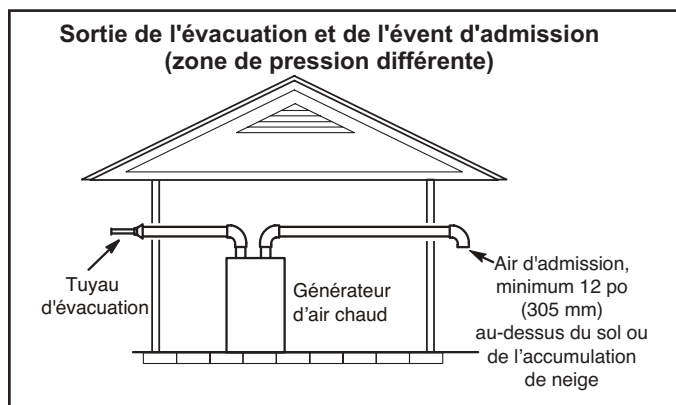 Sortie de l'évacuation et de l'évent d'admission
(zone de pression différente)
Tuyau
d'évacuation
Générateur
d'air chaud
Air d'admission,
minimum 12 po
(305 mm)
au-dessus du sol ou
de l'accumulation
de neige